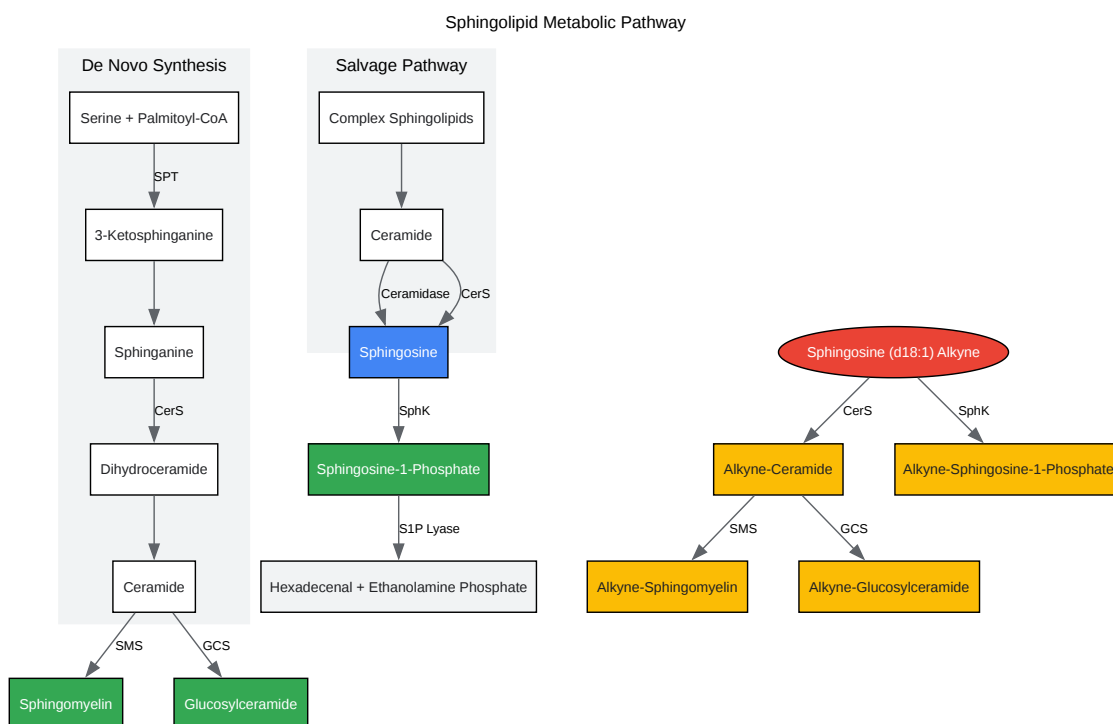 Sphingolipid Metabolic Pathway
De Novo Synthesis
Serine + Palmitoyl-CoA
SPT
3-Ketosphinganine
Sphinganine
CerS
Dihydroceramide
Ceramide
SMS
GCS
Sphingomyelin
Glucosylceramide
Salvage Pathway
Complex Sphingolipids
Ceramide
Ceramidase
CerS
Sphingosine
SphK
Sphingosine-1-Phosphate
S1P Lyase
Hexadecenal + Ethanolamine Phosphate
Sphingosine (d18:1) Alkyne
CerS
SphK
Alkyne-Ceramide
Alkyne-Sphingosine-1-Phosphate
SMS
GCS
Alkyne-Sphingomyelin
Alkyne-Glucosylceramide